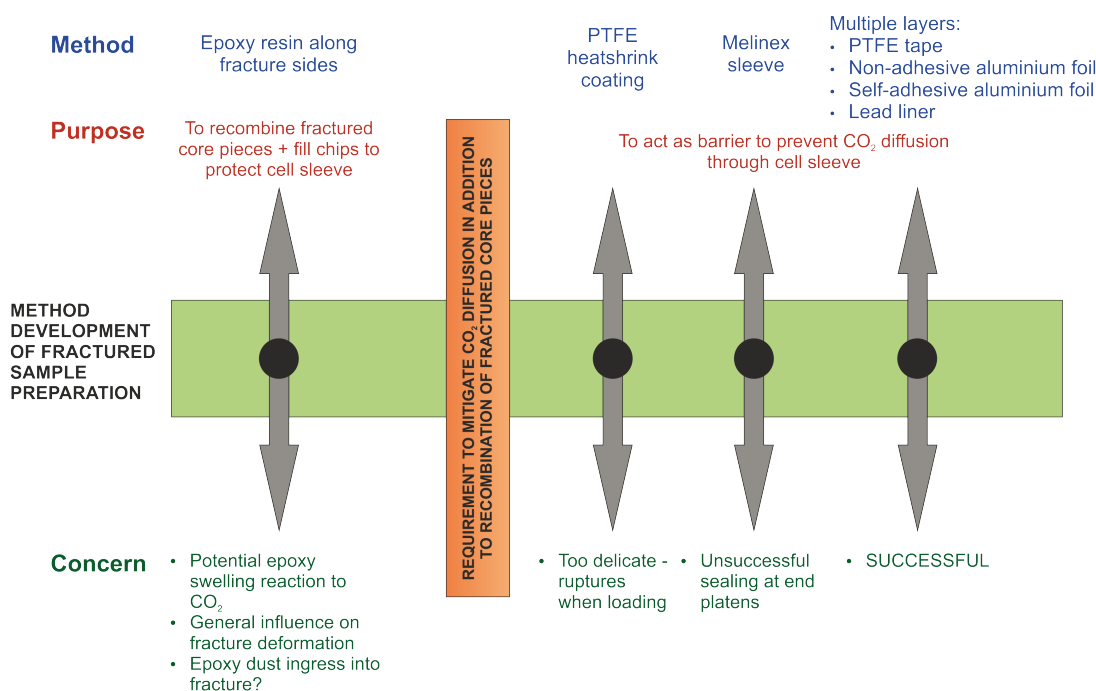 Method
Epoxy resin along
fracture sides
PTFE
heatshrink
coating
Melinex
sleeve
Multiple layers:
• PTFE tape
• Non-adhesive aluminium foil
• Self-adhesive aluminium foil
• Lead liner
Purpose
To recombine fractured
core pieces + fill chips to
protect cell sleeve
To act as barrier to prevent CO₂ diffusion
through cell sleeve
REQUIREMENT TO MITIGATE CO₂ DIFFUSION IN ADDITION
TO RECOMBINATION OF FRACTURED CORE PIECES
METHOD
DEVELOPMENT
OF FRACTURED
SAMPLE
PREPARATION
Concern
• Potential epoxy
swelling reaction to
CO₂
• General influence on
fracture deformation
• Epoxy dust ingress into
fracture?
• Too delicate -
ruptures
when loading
• Unsuccessful
sealing at end
platens
• SUCCESSFUL